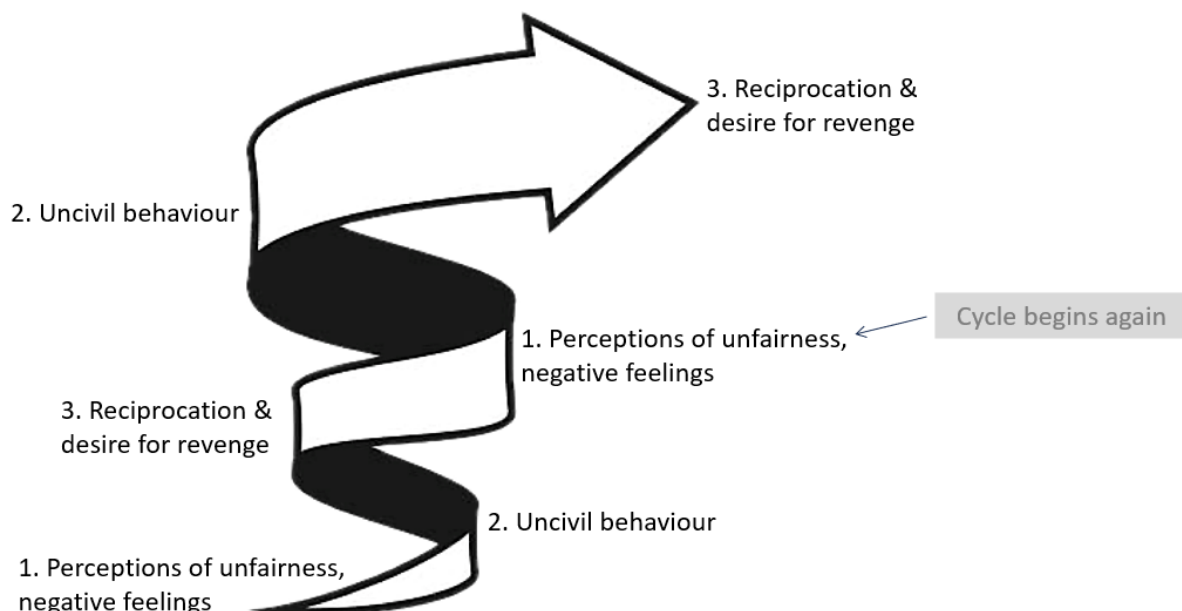 3. Reciprocation &
desire for revenge
2. Uncivil behaviour
Cycle begins again
1. Perceptions of unfairness,
negative feelings
3. Reciprocation &
desire for revenge
2. Uncivil behaviour
1. Perceptions of unfairness,
negative feelings